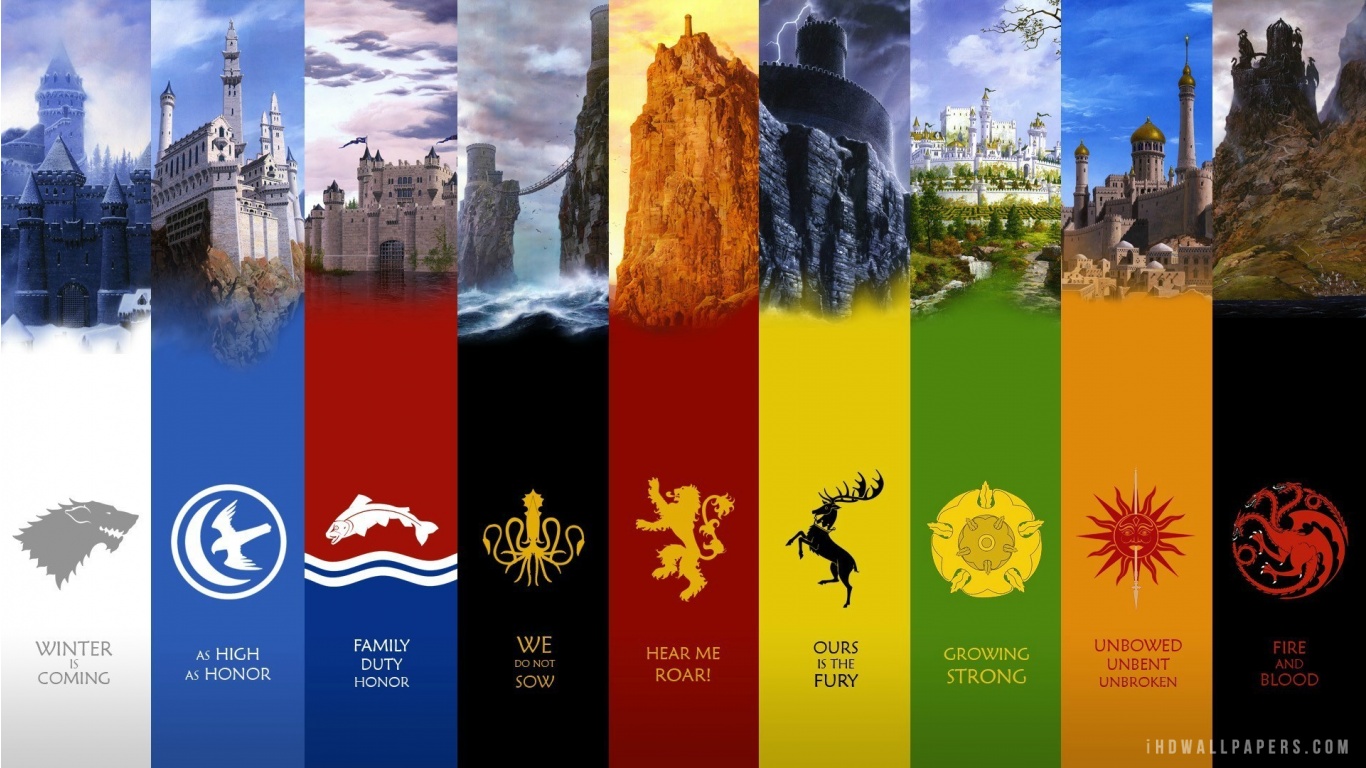 WINTER
IS
COMING
AS HIGH
AS HONOR
FAMILY
DUTY
HONOR
WE
DO NOT
SOW
HEAR ME
ROAR!
OURS
IS THE
FURY
GROWING
STRONG
UNBOWED
UNBENT
UNBROKEN
FIRE
AND
BLOOD
iHDWALLPAPERS.COM